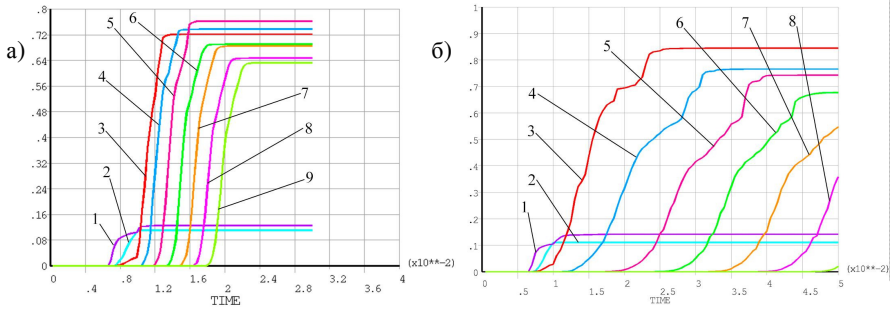 а)
.8
.72
.64
.56
.48
.4
.32
.24
.16
.08
0
0 .4 .8 1.2 1.6 2 2.4 2.8 3.2 3.6 4
(x10**-2)
TIME
1 2 3 4 5 6 7 8 9
б)
1
.9
.8
.7
.6
.5
.4
.3
.2
.1
0
0 .5 1 1.5 2 2.5 3 3.5 4 4.5 5
(x10**-2)
TIME
1 2 3 4 5 6 7 8